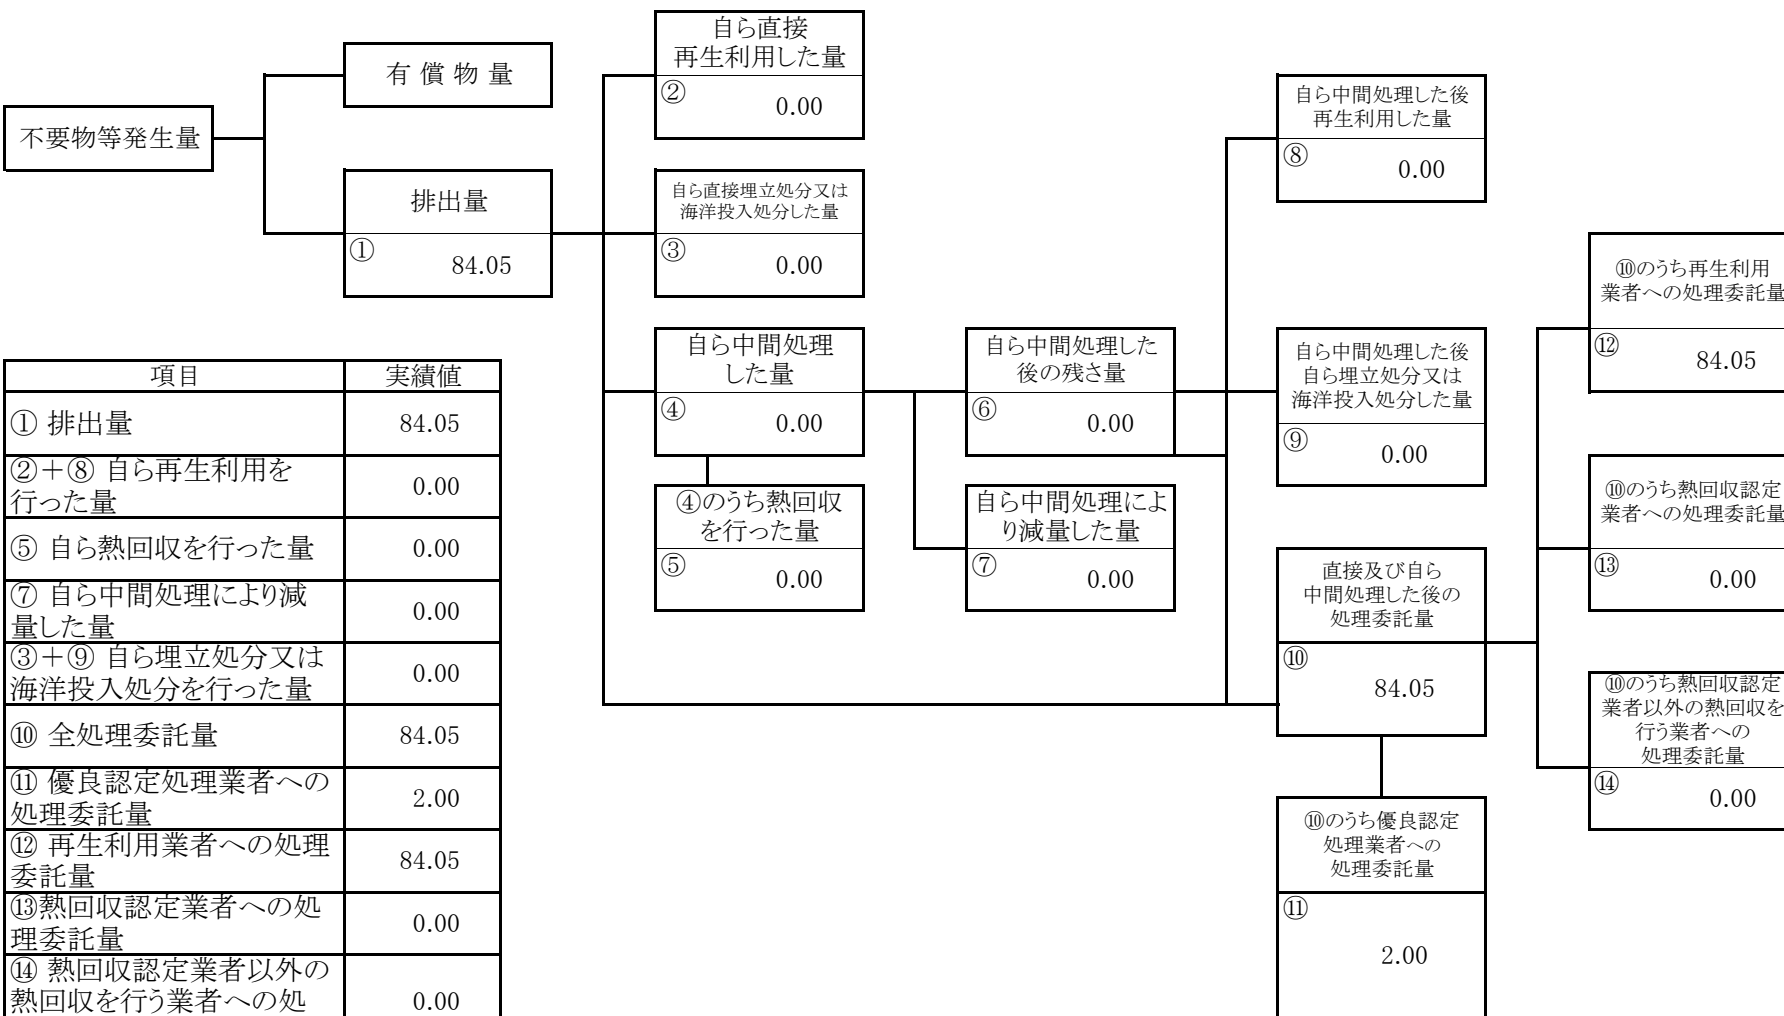 不要物等発生量
有 償 物 量
排出量
①
84.05
自ら直接
再生利用した量
②
0.00
自ら直接埋立処分又は
海洋投入処分した量
③
0.00
自ら中間処理
した量
④
0.00
④のうち熱回収
を行った量
⑤
0.00
自ら中間処理した
後の残さ量
⑥
0.00
自ら中間処理によ
り減量した量
⑦
0.00
自ら中間処理した後
再生利用した量
⑧
0.00
自ら中間処理した後
自ら埋立処分又は
海洋投入処分した量
⑨
0.00
直接及び自ら
中間処理した後の
処理委託量
⑩
84.05
⑩のうち優良認定
処理業者への
処理委託量
⑪
2.00
⑩のうち再生利用
業者への処理委託量
⑫
84.05
⑩のうち熱回収認定
業者への処理委託量
⑬
0.00
⑩のうち熱回収認定
業者以外の熱回収を
行う業者への
処理委託量
⑭
0.00
項目 実績値
① 排出量 84.05
②+⑧ 自ら再生利用を
行った量
0.00
⑤ 自ら熱回収を行った量 0.00
⑦ 自ら中間処理により減
量した量
0.00
③+⑨ 自ら埋立処分又は
海洋投入処分を行った量
0.00
⑩ 全処理委託量 84.05
⑪ 優良認定処理業者への
処理委託量
2.00
⑫ 再生利用業者への処理
委託量
84.05
⑬熱回収認定業者への処
理委託量
0.00
⑭ 熱回収認定業者以外の
熱回収を行う業者への処
0.00